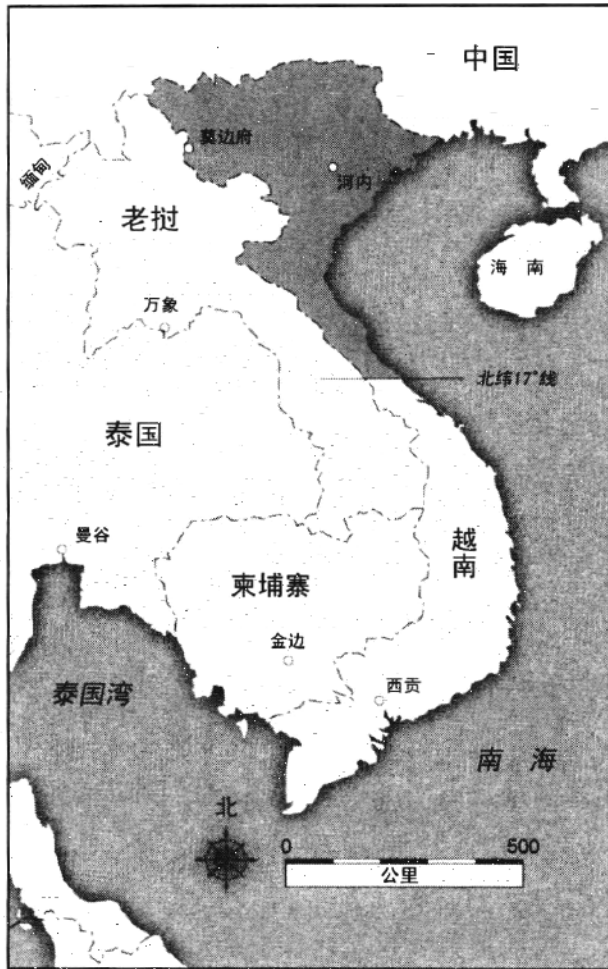 中国
奠边府
河内
缅甸
老挝
海 南
万象
北纬17°线
泰国
曼谷
越
南
柬埔寨
金边
西贡
泰国湾
南 海
北
0 500
公里